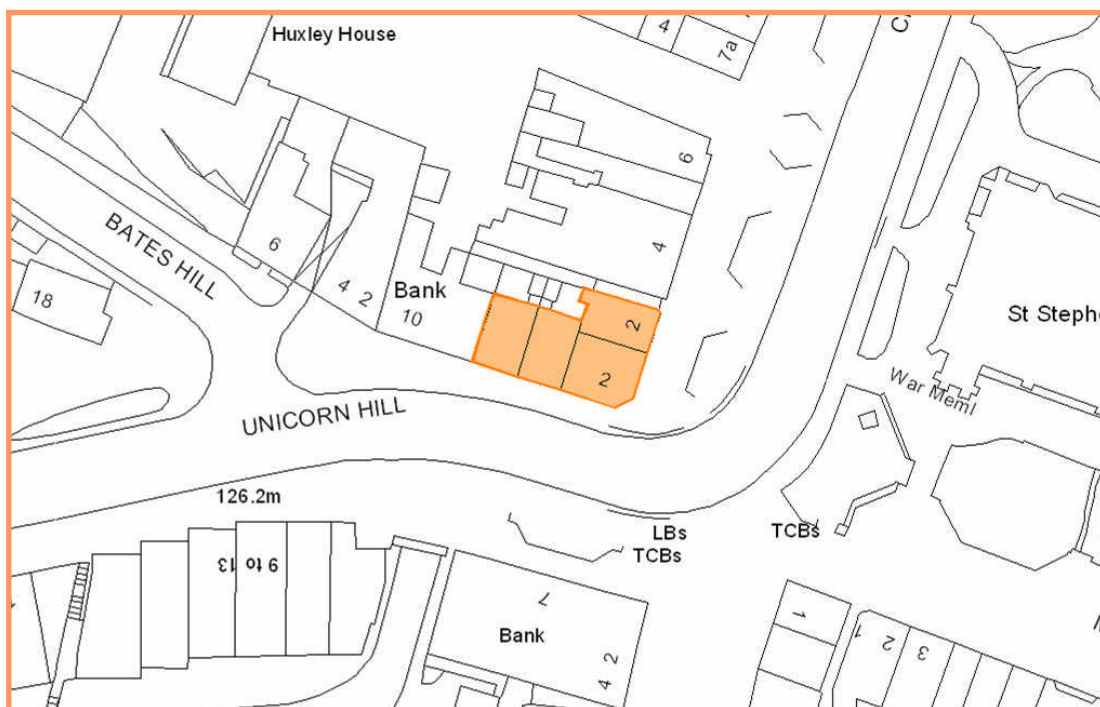 Huxley House
4
7a
6
BATES HILL
6
4
4 2
Bank
10
2
2
18
UNICORN HILL
St Steph
War Meml
126.2m
LBs
TCBs
TCBs
9 to 13
7
Bank
4 2
1
1
2
3